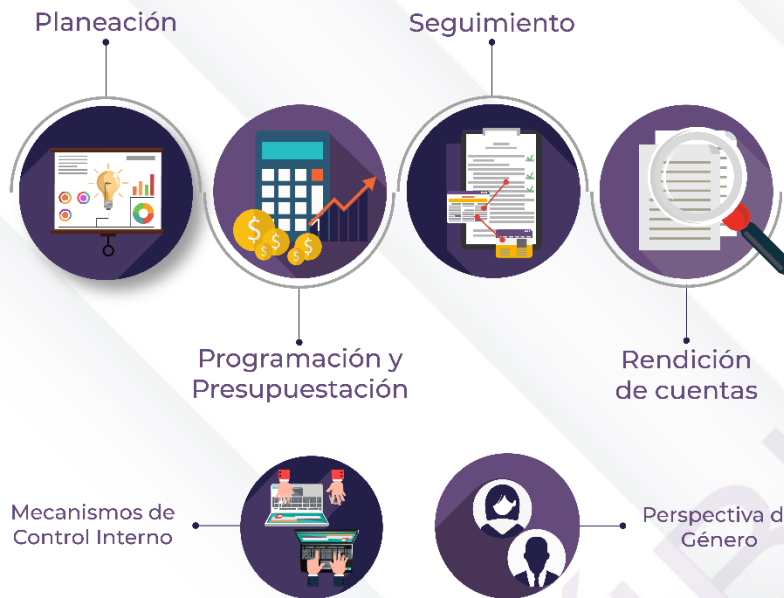 Planeación
Seguimiento
Programación y
Presupuestación
Rendición
de cuentas
Mecanismos de
Control Interno
Perspectiva d
Género